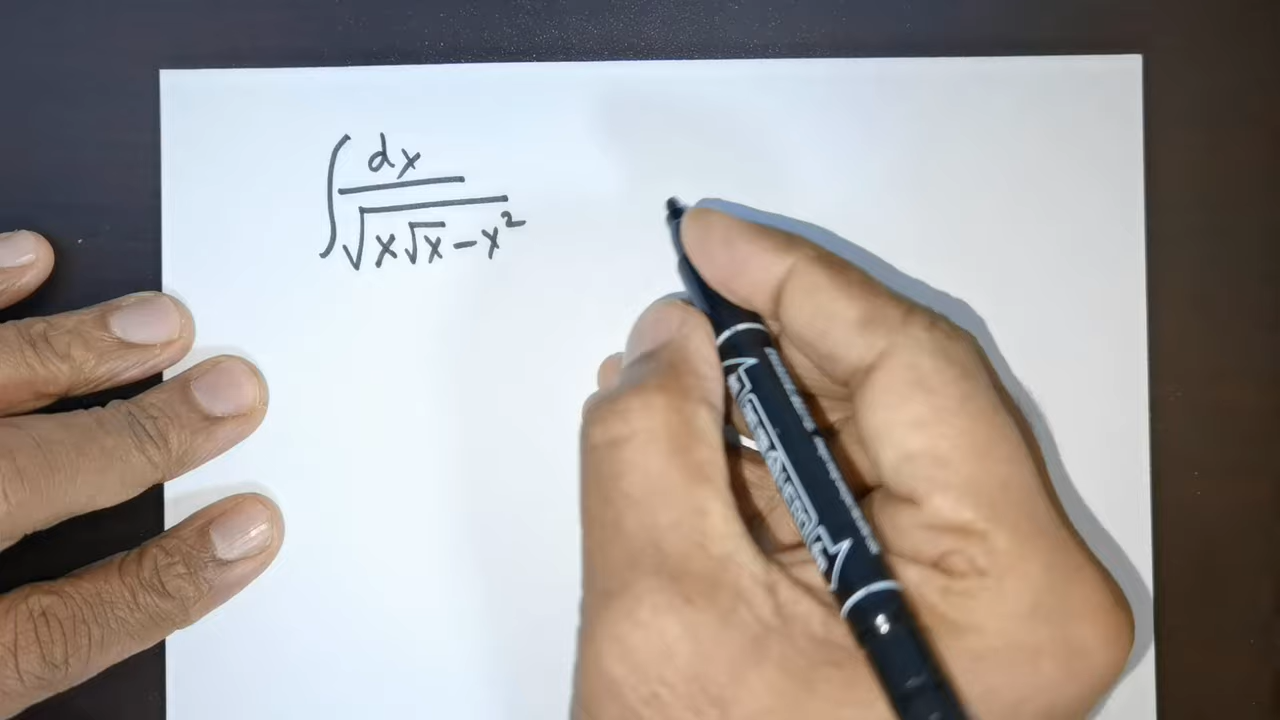 ∫ dx / √(x√x − x²)